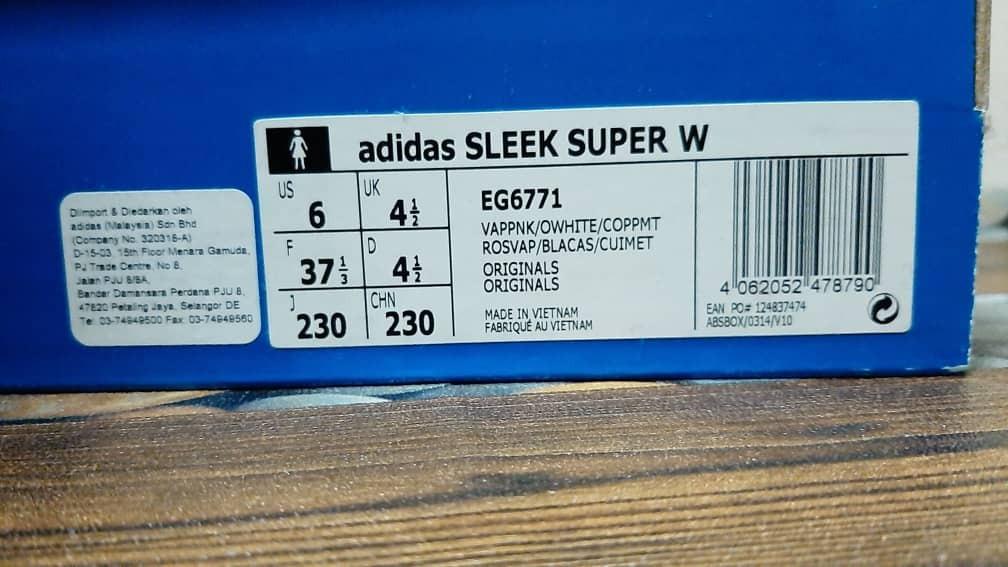 adidas SLEEK SUPER W
US
6
UK
4½
F
37⅓
D
4½
J
230
CHN
230
EG6771
VAPPNK/OWHITE/COPPMT
ROSVAP/BLACAS/CUIMET
ORIGINALS
ORIGINALS
MADE IN VIETNAM
FABRIQUÉ AU VIETNAM
4 062052 478790
EAN PO# 124837474
ABSBOX/0314/V10
Diimport & Diedarkan oleh
adidas (Malaysia) Sdn Bhd
(Company No. 320316-A)
D-15-03, 15th Floor Menara Gamuda,
PJ Trade Centre, No 8,
Jalan PJU 8/8A,
Bandar Damansara Perdana PJU 8,
47820 Petaling Jaya, Selangor DE
Tel: 03-74949500 Fax: 03-74949560